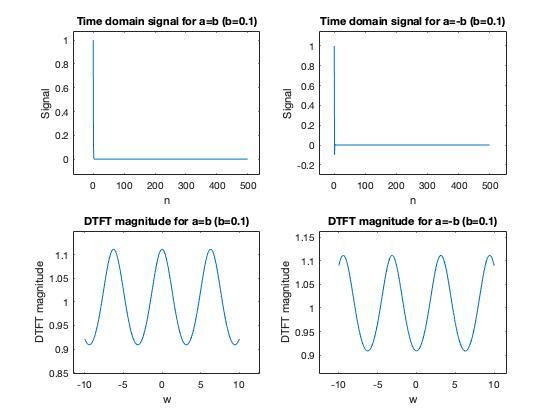 Time domain signal for a=b (b=0.1)
1
0.8
0.6
0.4
0.2
0
Signal
0 100 200 300 400 500
n
Time domain signal for a=-b (b=0.1)
1
0.8
0.6
0.4
0.2
0
-0.2
Signal
0 100 200 300 400 500
n
DTFT magnitude for a=b (b=0.1)
1.1
1.05
1
0.95
0.9
0.85
DTFT magnitude
-10 -5 0 5 10
w
DTFT magnitude for a=-b (b=0.1)
1.15
1.1
1.05
1
0.95
0.9
DTFT magnitude
-10 -5 0 5 10
w